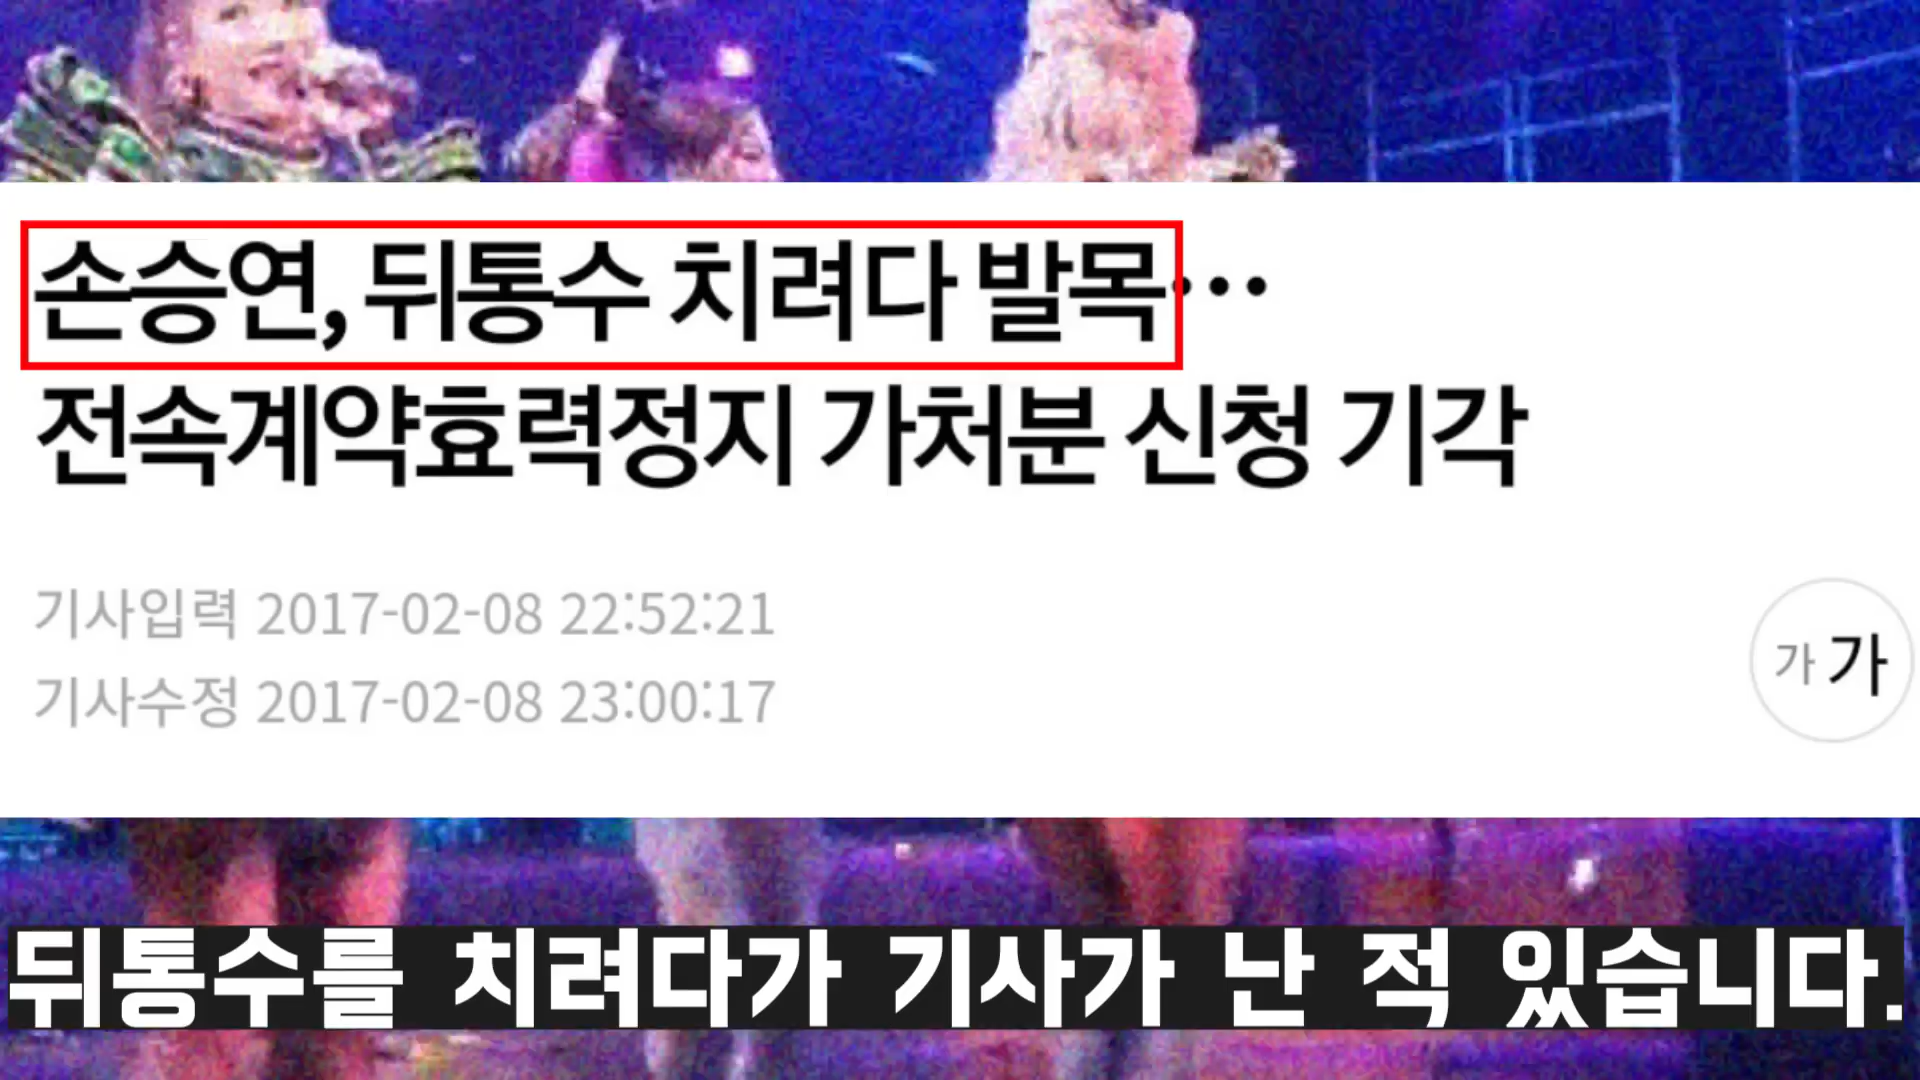 손승연, 뒤통수 치려다 발목…
전속계약효력정지 가처분 신청 기각
기사입력 2017-02-08 22:52:21
기사수정 2017-02-08 23:00:17
가 가
뒤통수를 치려다가 기사가 난 적 있습니다.